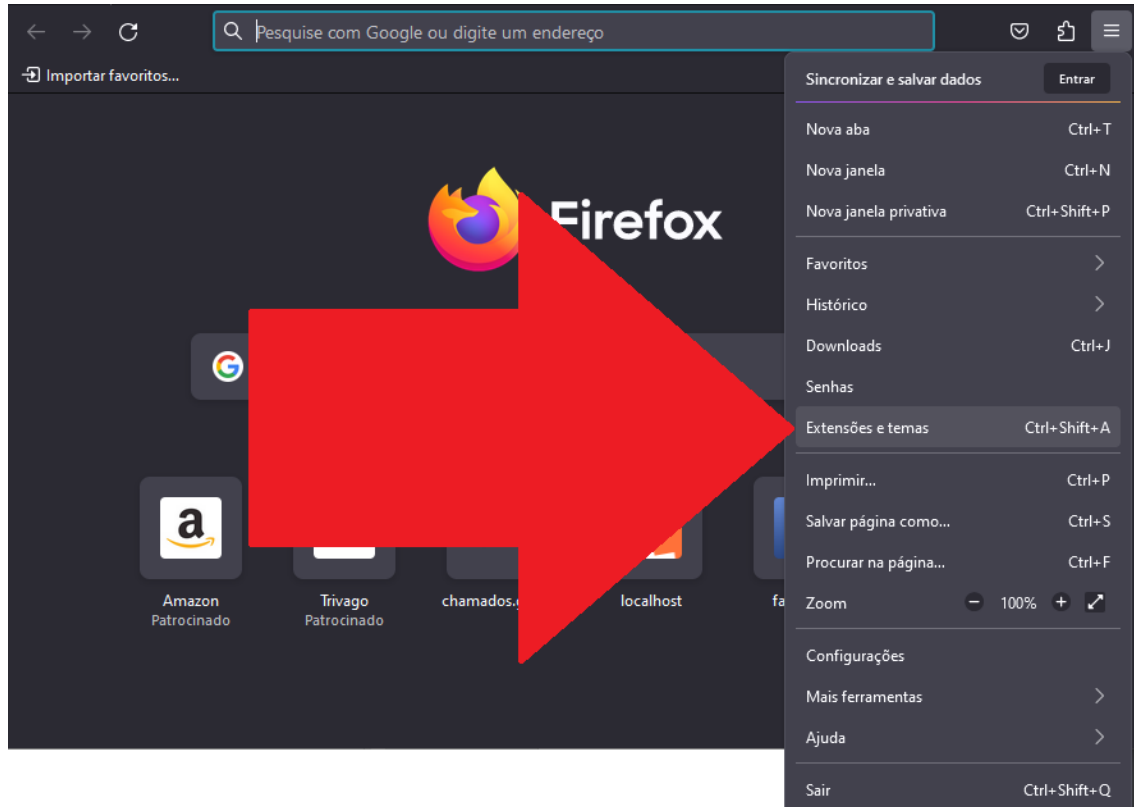 Pesquise com Google ou digite um endereço
Importar favoritos...
Firefox
Amazon
Patrocinado
Trivago
Patrocinado
localhost
Sincronizar e salvar dados Entrar
Nova aba Ctrl+T
Nova janela Ctrl+N
Nova janela privativa Ctrl+Shift+P
Favoritos
Histórico
Downloads Ctrl+J
Senhas
Extensões e temas Ctrl+Shift+A
Imprimir... Ctrl+P
Salvar página como... Ctrl+S
Procurar na página... Ctrl+F
Zoom 100%
Configurações
Mais ferramentas
Ajuda
Sair Ctrl+Shift+Q